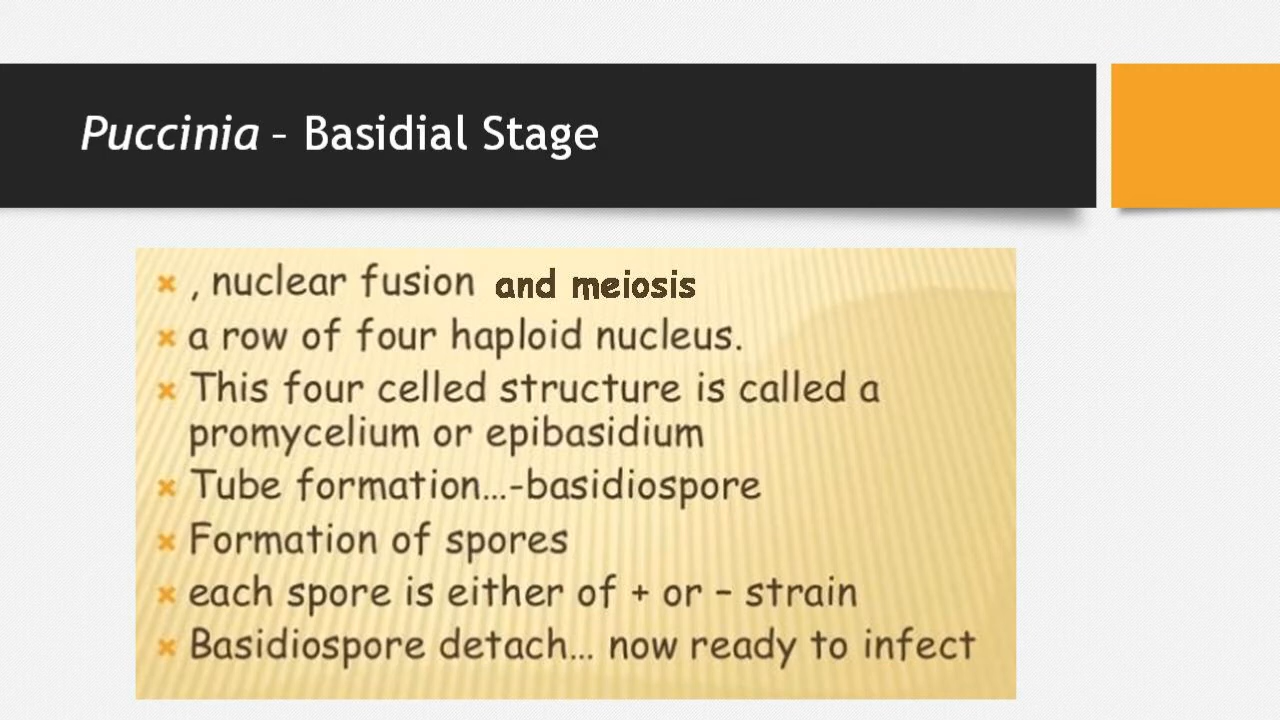 Puccinia – Basidial Stage
, nuclear fusion and meiosis
a row of four haploid nucleus.
This four celled structure is called a
promycelium or epibasidium
Tube formation...-basidiospore
Formation of spores
each spore is either of + or – strain
Basidiospore detach... now ready to infect